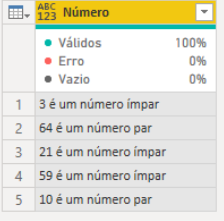 ABC
123 Número
Válidos 100%
Erro 0%
Vazio 0%
1 3 é um número ímpar
2 64 é um número par
3 21 é um número ímpar
4 59 é um número ímpar
5 10 é um número par